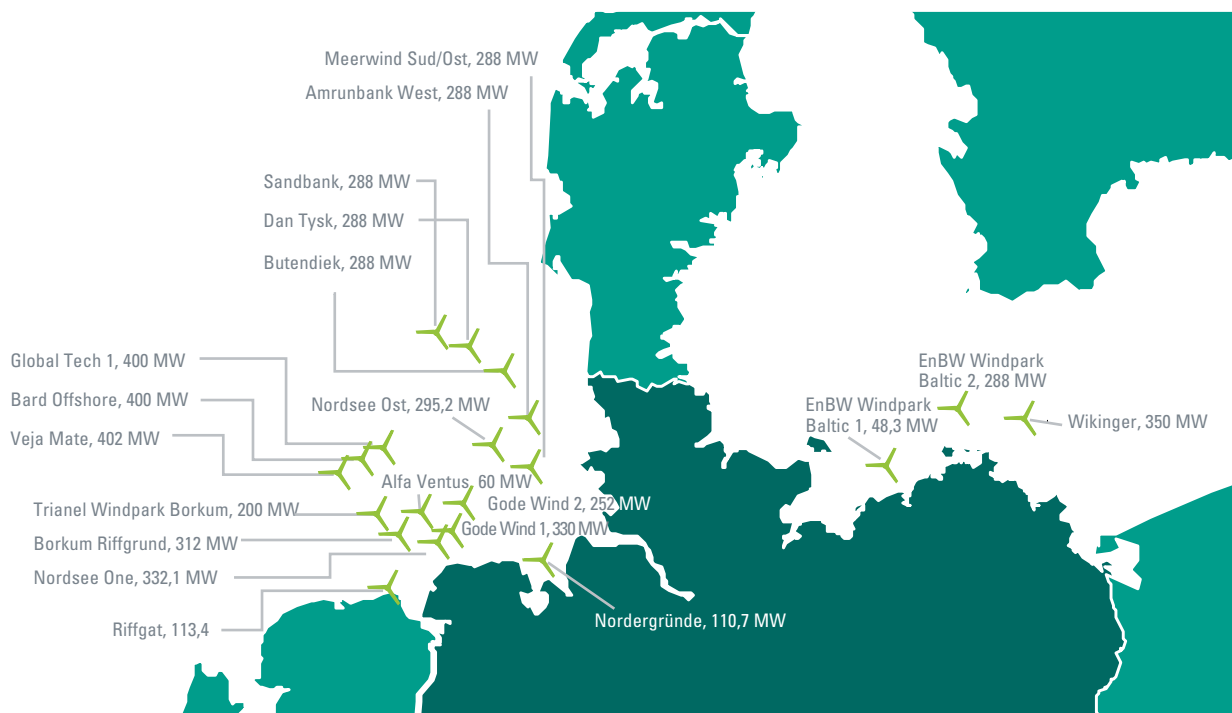 Meerwind Sud/Ost, 288 MW
Amrunbank West, 288 MW
Sandbank, 288 MW
Dan Tysk, 288 MW
Butendiek, 288 MW
Global Tech 1, 400 MW
Bard Offshore, 400 MW
Veja Mate, 402 MW
Nordsee Ost, 295,2 MW
Alfa Ventus, 60 MW
Gode Wind 2, 252 MW
Gode Wind 1, 330 MW
Trianel Windpark Borkum, 200 MW
Borkum Riffgrund, 312 MW
Nordsee One, 332,1 MW
Riffgat, 113,4
Nordergründe, 110,7 MW
EnBW Windpark
Baltic 2, 288 MW
EnBW Windpark
Baltic 1, 48,3 MW
Wikinger, 350 MW